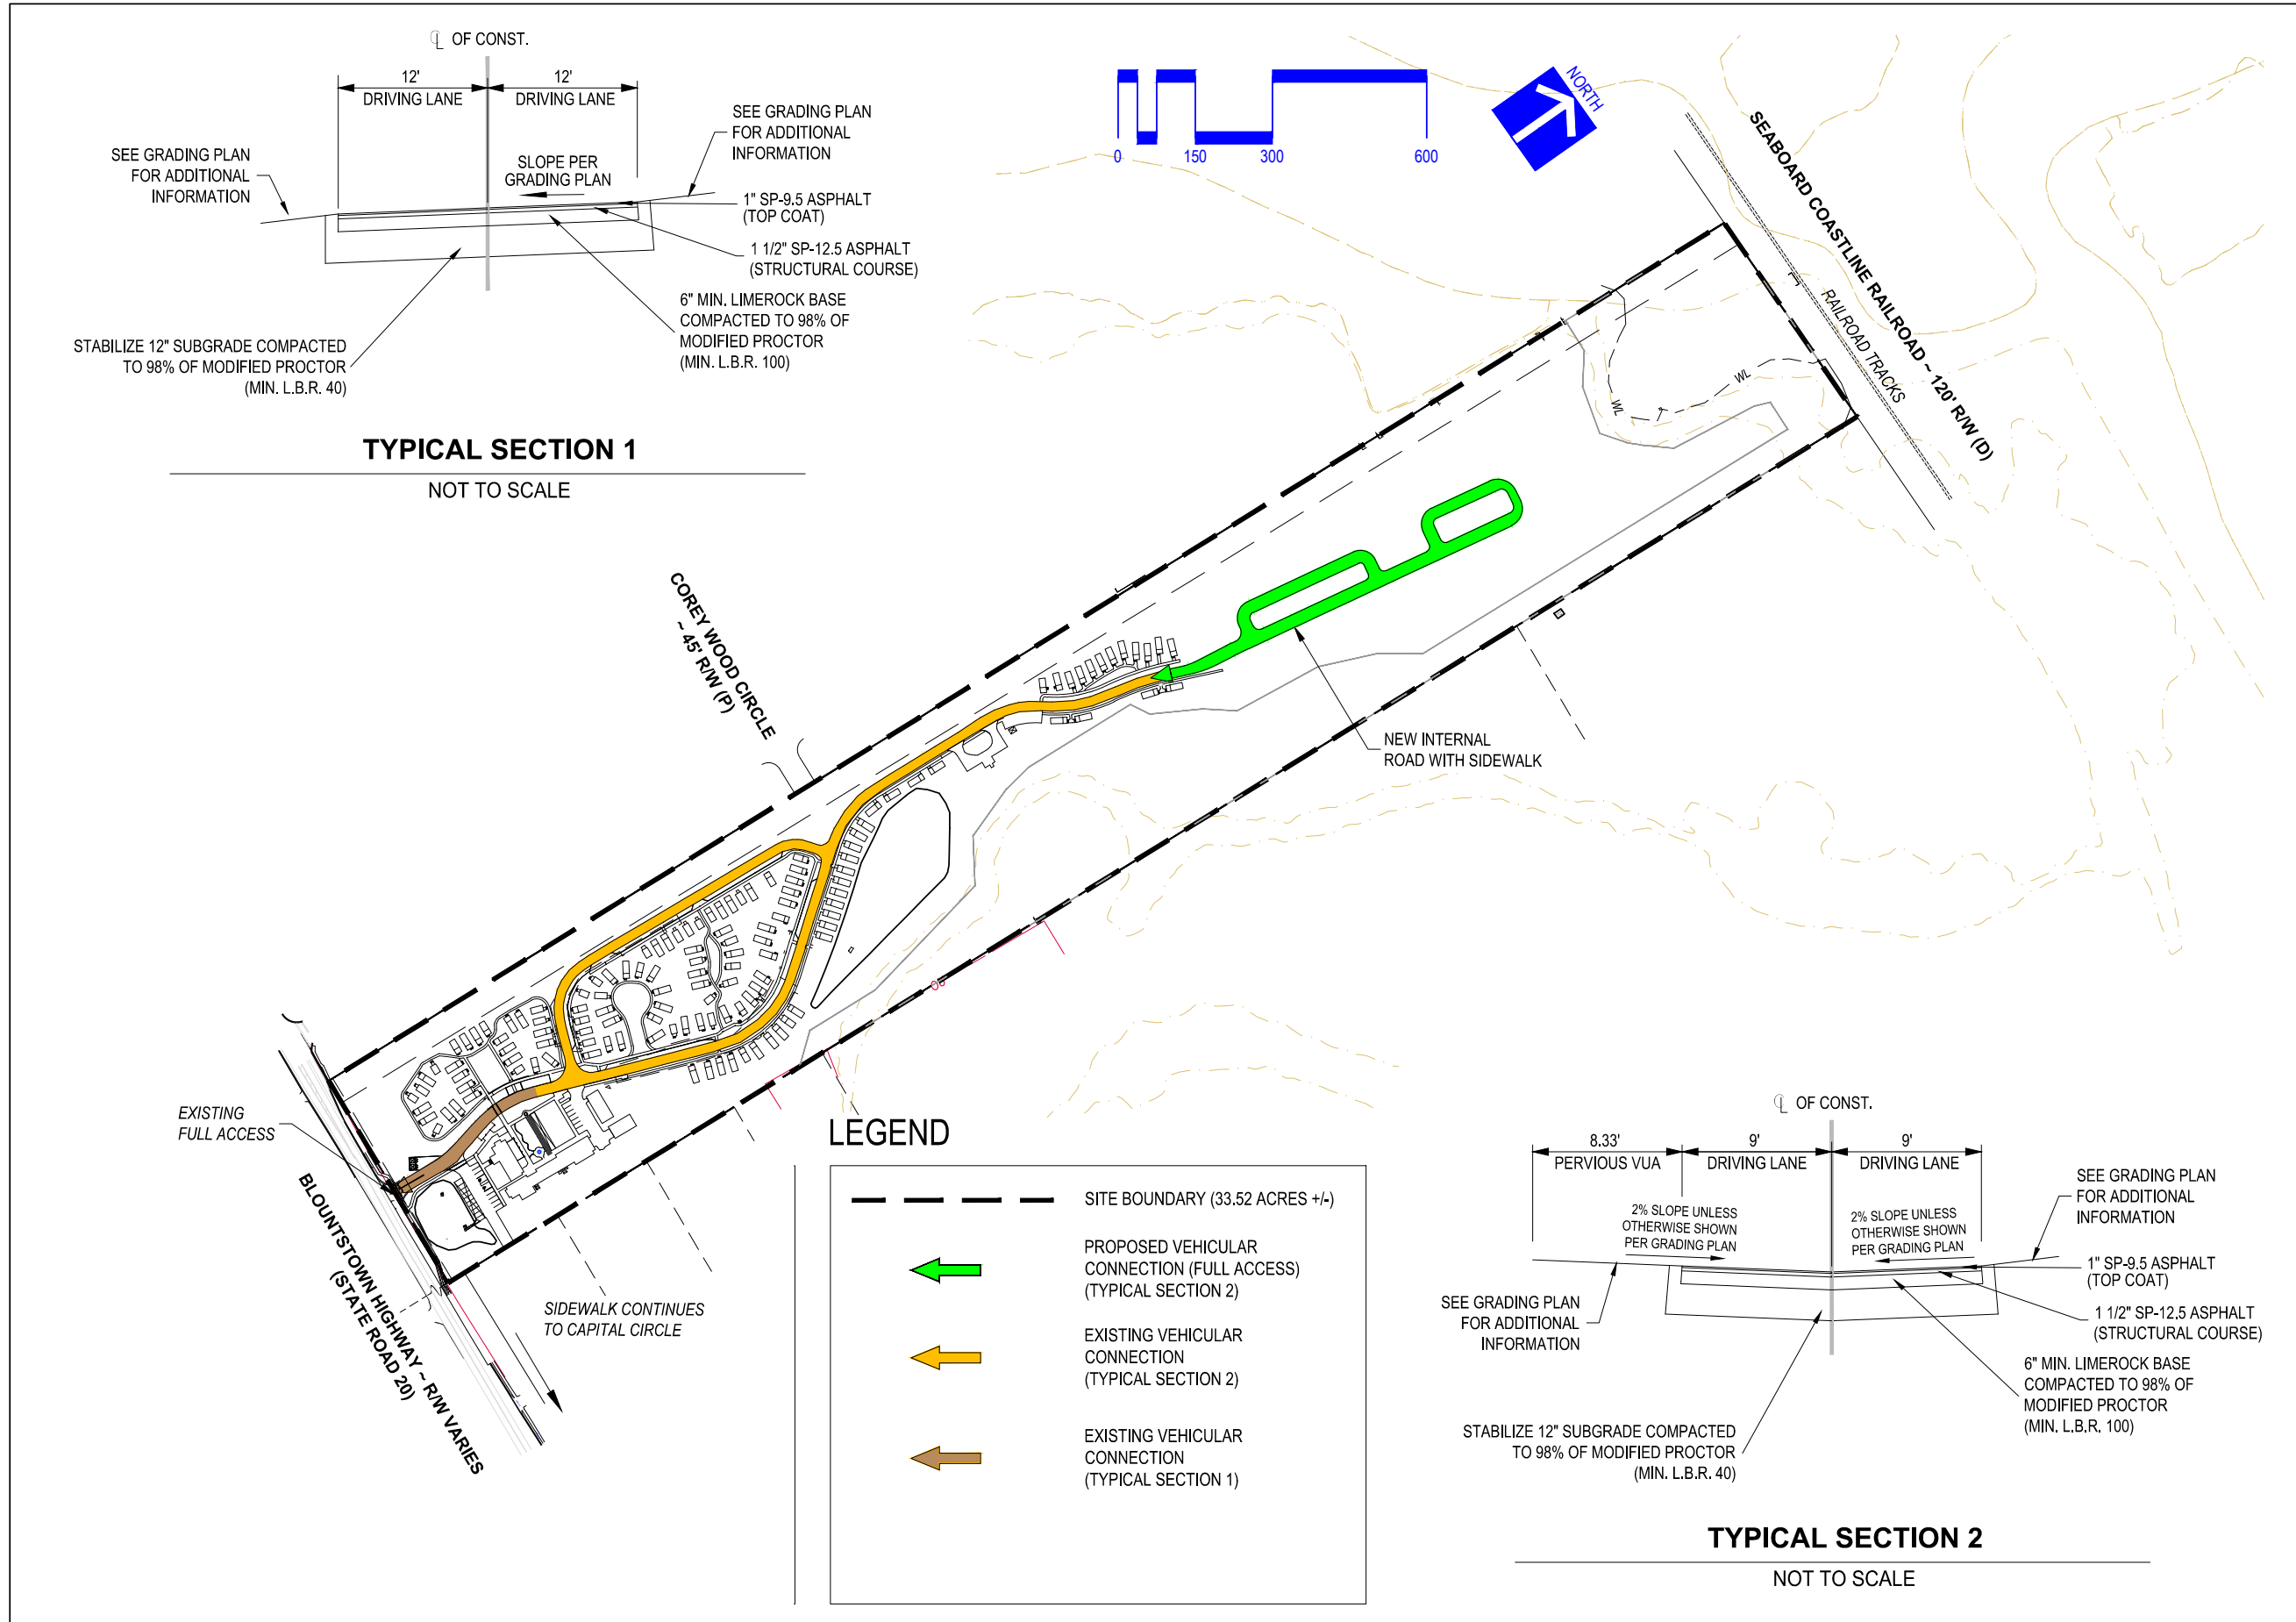 ℄ OF CONST.
12'
12'
DRIVING LANE
DRIVING LANE
SEE GRADING PLAN
FOR ADDITIONAL
INFORMATION
SEE GRADING PLAN
FOR ADDITIONAL
INFORMATION
SLOPE PER
GRADING PLAN
1" SP-9.5 ASPHALT
(TOP COAT)
1 1/2" SP-12.5 ASPHALT
(STRUCTURAL COURSE)
6" MIN. LIMEROCK BASE
COMPACTED TO 98% OF
MODIFIED PROCTOR
(MIN. L.B.R. 100)
STABILIZE 12" SUBGRADE COMPACTED
TO 98% OF MODIFIED PROCTOR
(MIN. L.B.R. 40)
TYPICAL SECTION 1
NOT TO SCALE
0
150
300
600
NORTH
SEABOARD COASTLINE RAILROAD ~ 120' R/W (D)
RAILROAD TRACKS
WL
WL
COREY WOOD CIRCLE
~ 45' R/W (P)
NEW INTERNAL
ROAD WITH SIDEWALK
EXISTING
FULL ACCESS
BLOUNTSTOWN HIGHWAY ~ R/W VARIES
(STATE ROAD 20)
SIDEWALK CONTINUES
TO CAPITAL CIRCLE
LEGEND
SITE BOUNDARY (33.52 ACRES +/-)
PROPOSED VEHICULAR
CONNECTION (FULL ACCESS)
(TYPICAL SECTION 2)
EXISTING VEHICULAR
CONNECTION
(TYPICAL SECTION 2)
EXISTING VEHICULAR
CONNECTION
(TYPICAL SECTION 1)
℄ OF CONST.
8.33'
9'
9'
PERVIOUS VUA
DRIVING LANE
DRIVING LANE
2% SLOPE UNLESS
OTHERWISE SHOWN
PER GRADING PLAN
2% SLOPE UNLESS
OTHERWISE SHOWN
PER GRADING PLAN
SEE GRADING PLAN
FOR ADDITIONAL
INFORMATION
SEE GRADING PLAN
FOR ADDITIONAL
INFORMATION
1" SP-9.5 ASPHALT
(TOP COAT)
1 1/2" SP-12.5 ASPHALT
(STRUCTURAL COURSE)
6" MIN. LIMEROCK BASE
COMPACTED TO 98% OF
MODIFIED PROCTOR
(MIN. L.B.R. 100)
STABILIZE 12" SUBGRADE COMPACTED
TO 98% OF MODIFIED PROCTOR
(MIN. L.B.R. 40)
TYPICAL SECTION 2
NOT TO SCALE